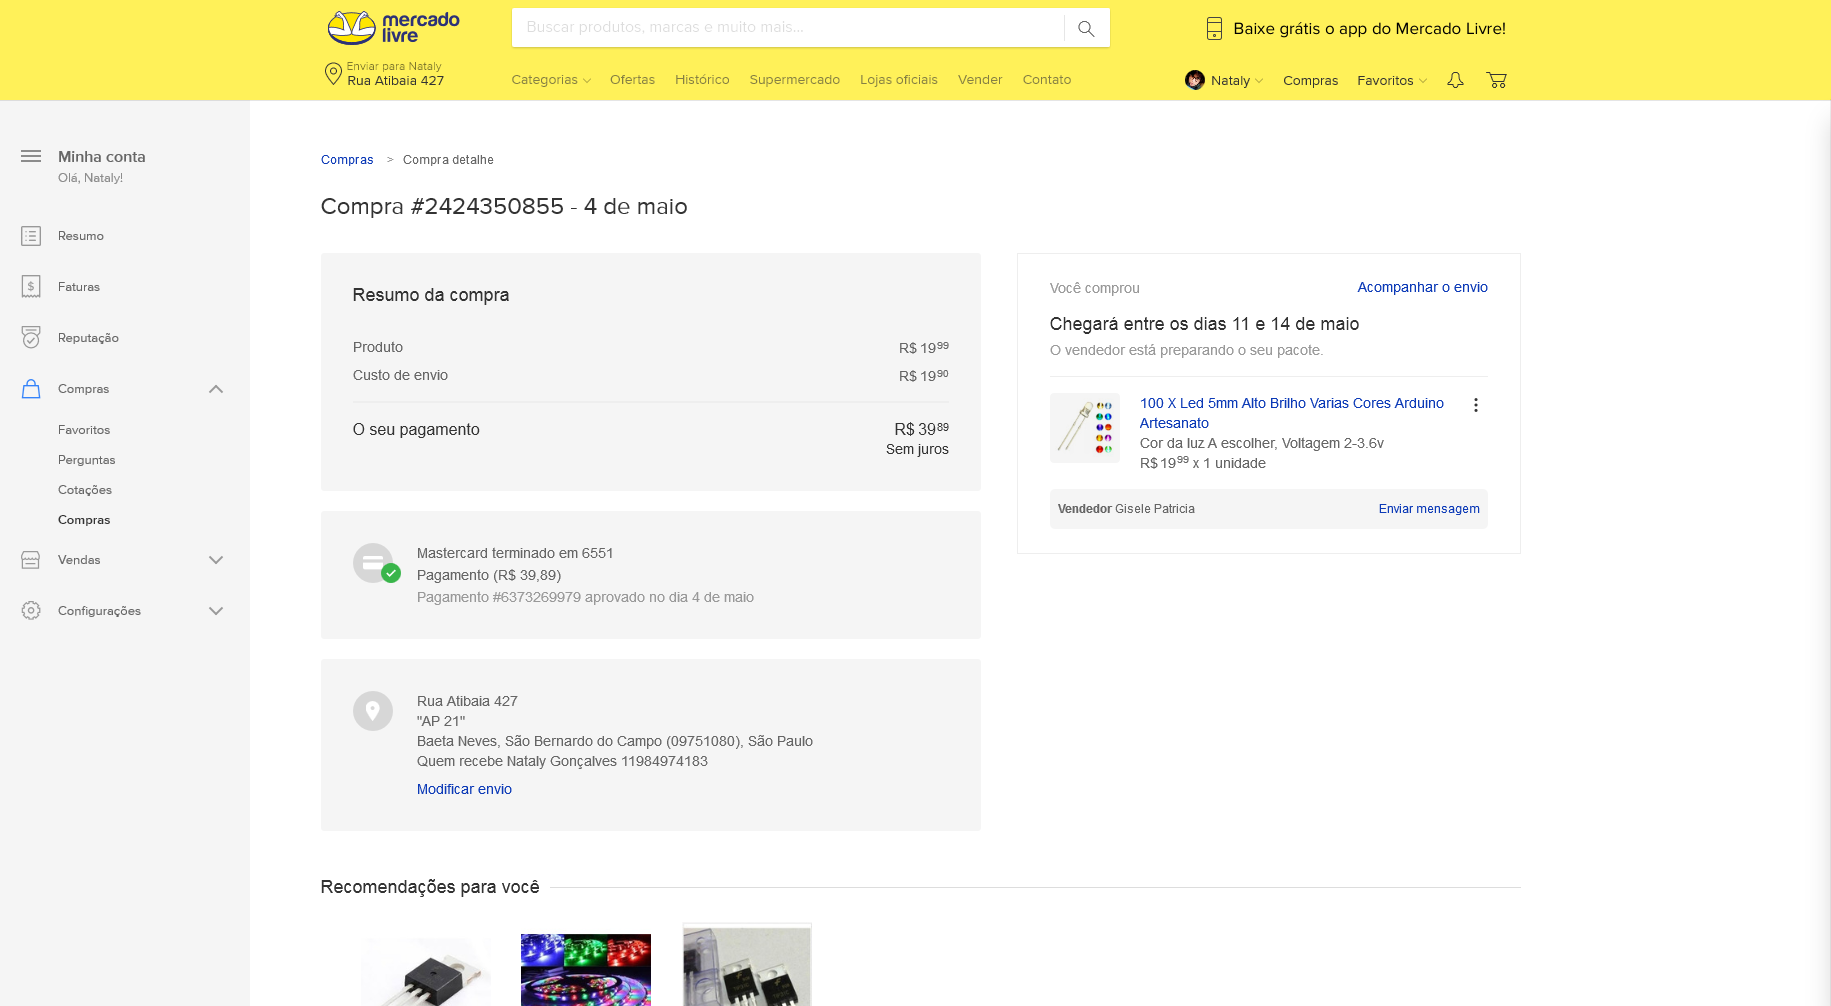 mercado
livre
Buscar produtos, marcas e muito mais...
Baixe grátis o app do Mercado Livre!
Enviar para Nataly
Rua Atibaia 427
Categorias Ofertas Histórico Supermercado Lojas oficiais Vender Contato
Nataly Compras Favoritos
Minha conta
Olá, Nataly!
Resumo
Faturas
Reputação
Compras
Favoritos
Perguntas
Cotações
Compras
Vendas
Configurações
Compras > Compra detalhe
Compra #2424350855 - 4 de maio
Resumo da compra
Produto R$ 19 99
Custo de envio R$ 19 90
O seu pagamento R$ 39 89
Sem juros
Mastercard terminado em 6551
Pagamento (R$ 39,89)
Pagamento #6373269979 aprovado no dia 4 de maio
Rua Atibaia 427
"AP 21"
Baeta Neves, São Bernardo do Campo (09751080), São Paulo
Quem recebe Nataly Gonçalves 11984974183
Modificar envio
Você comprou Acompanhar o envio
Chegará entre os dias 11 e 14 de maio
O vendedor está preparando o seu pacote.
100 X Led 5mm Alto Brilho Varias Cores Arduino
Artesanato
Cor da luz A escolher, Voltagem 2-3.6v
R$ 19 99 x 1 unidade
Vendedor Gisele Patricia Enviar mensagem
Recomendações para você